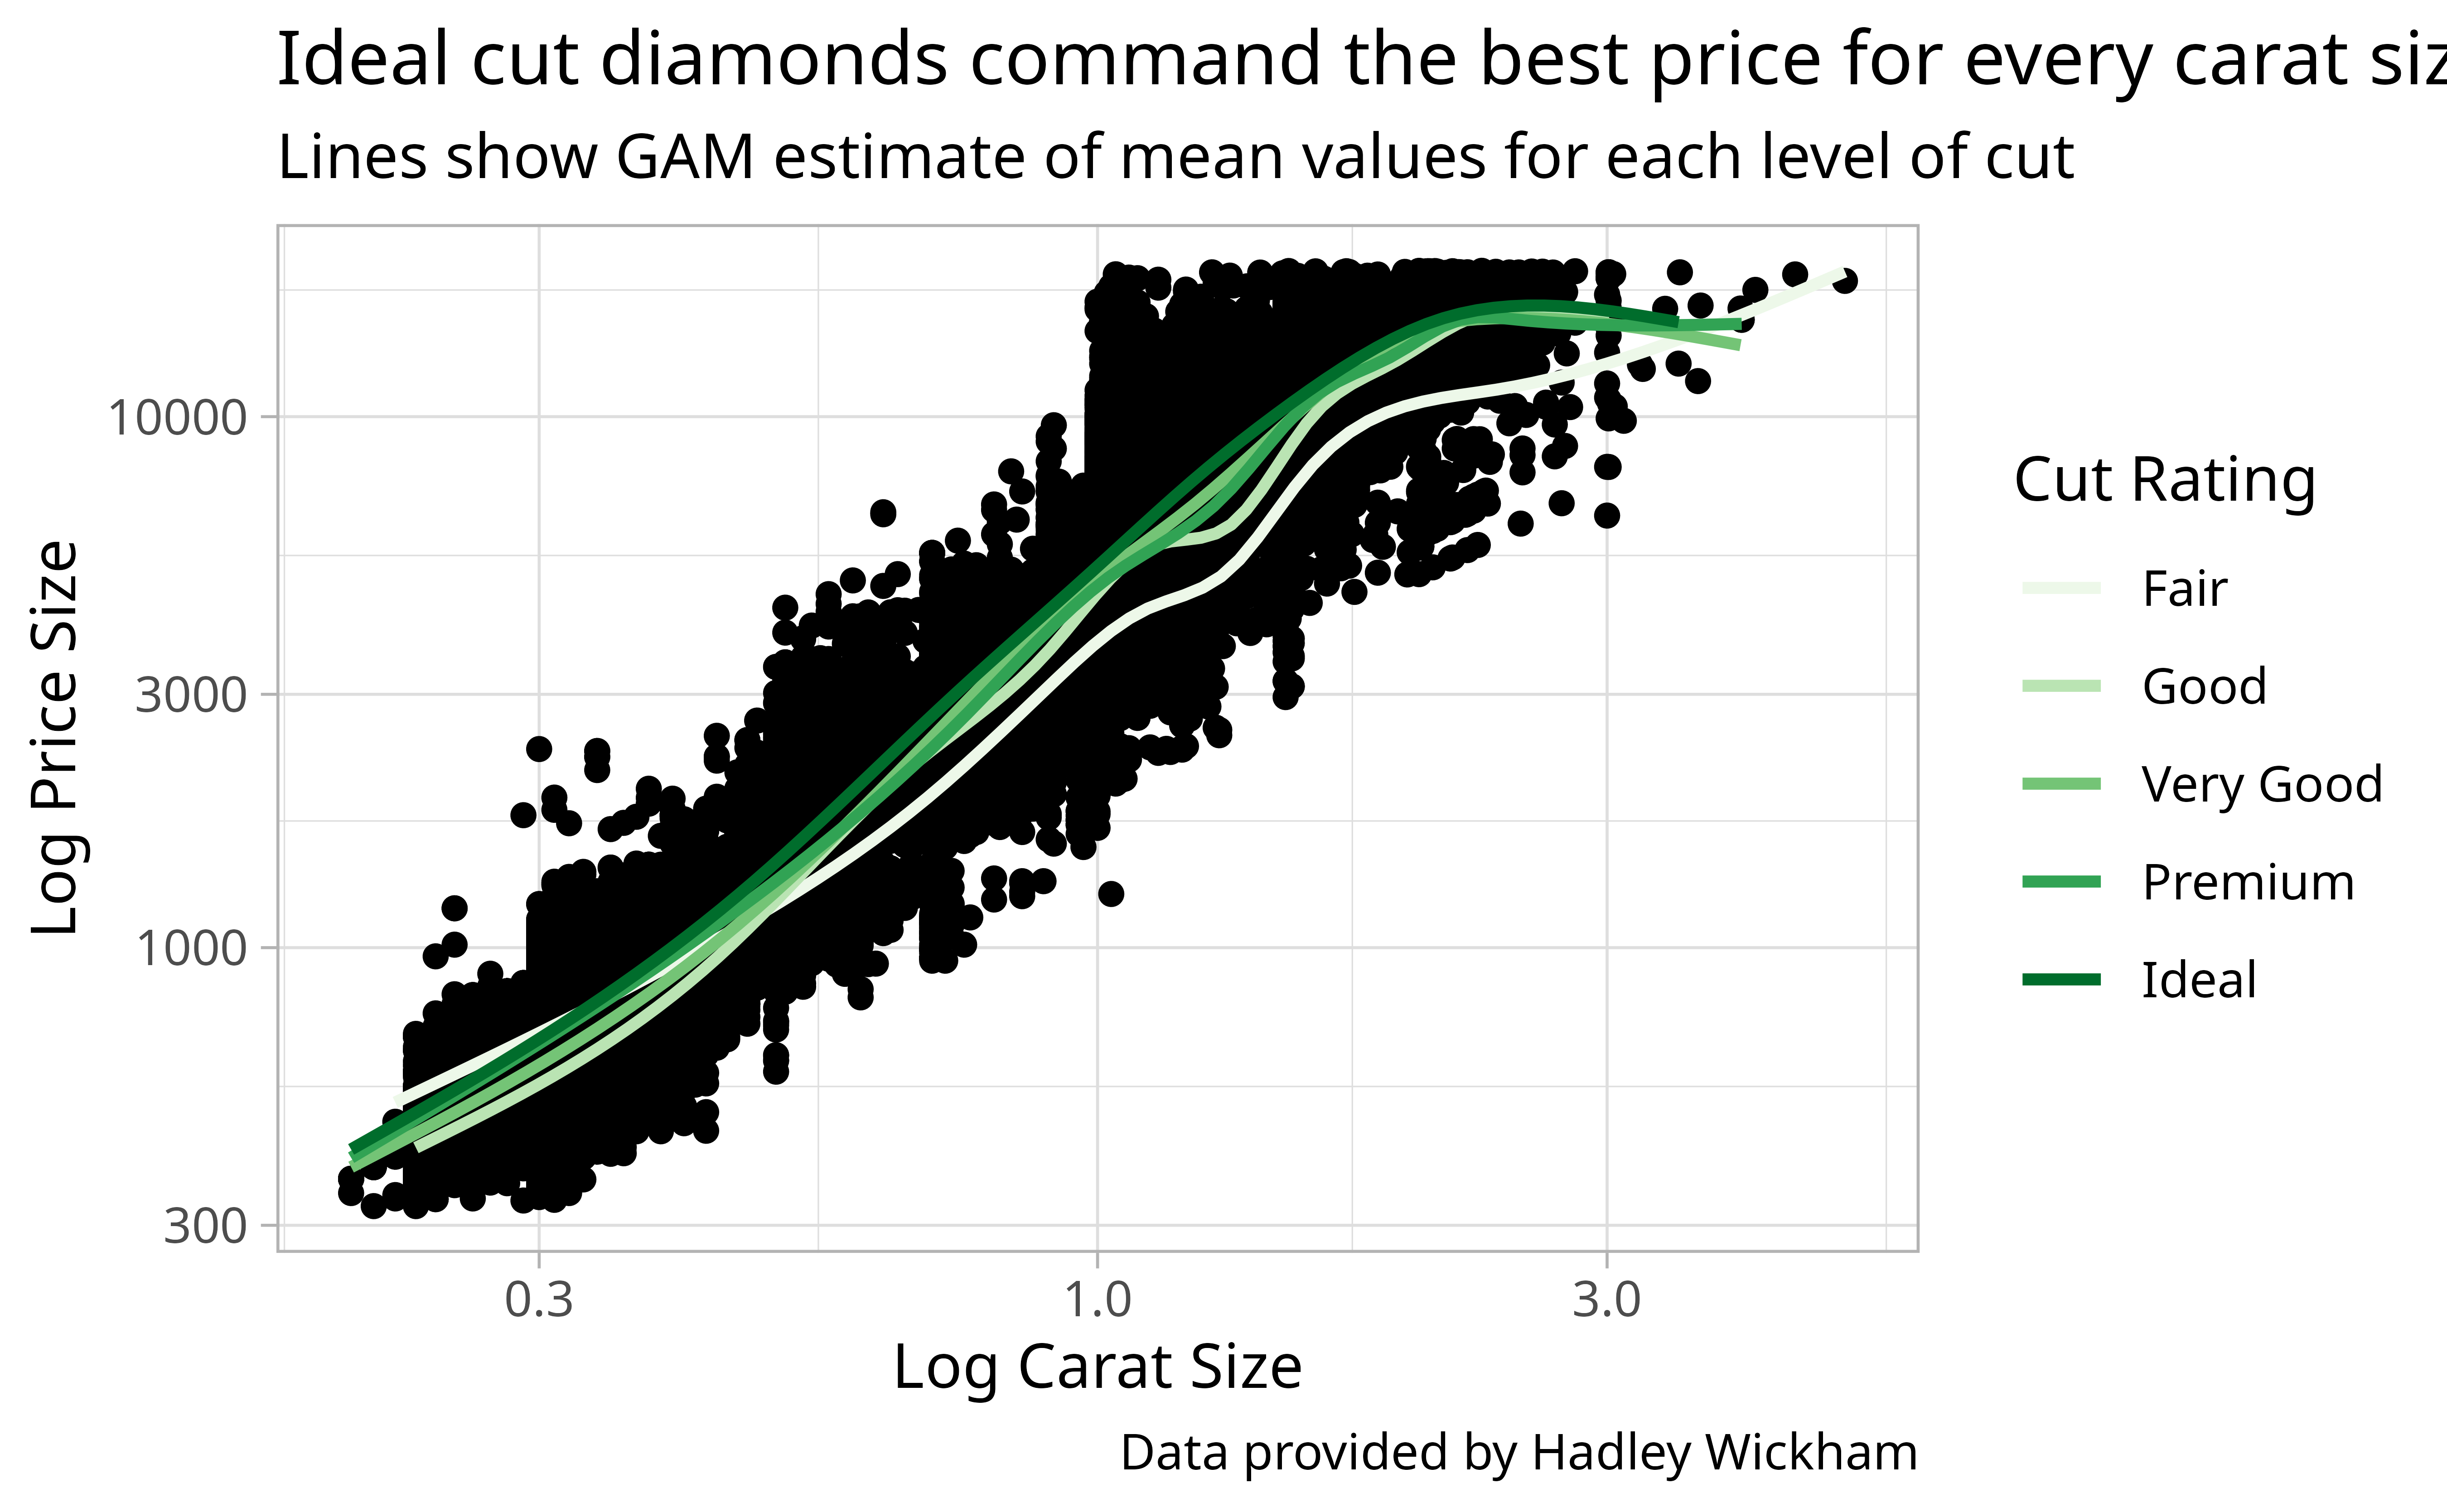 Ideal cut diamonds command the best price for every carat siz
Lines show GAM estimate of mean values for each level of cut
Log Price Size
10000
3000
1000
300
0.3
1.0
3.0
Log Carat Size
Cut Rating
Fair
Good
Very Good
Premium
Ideal
Data provided by Hadley Wickham